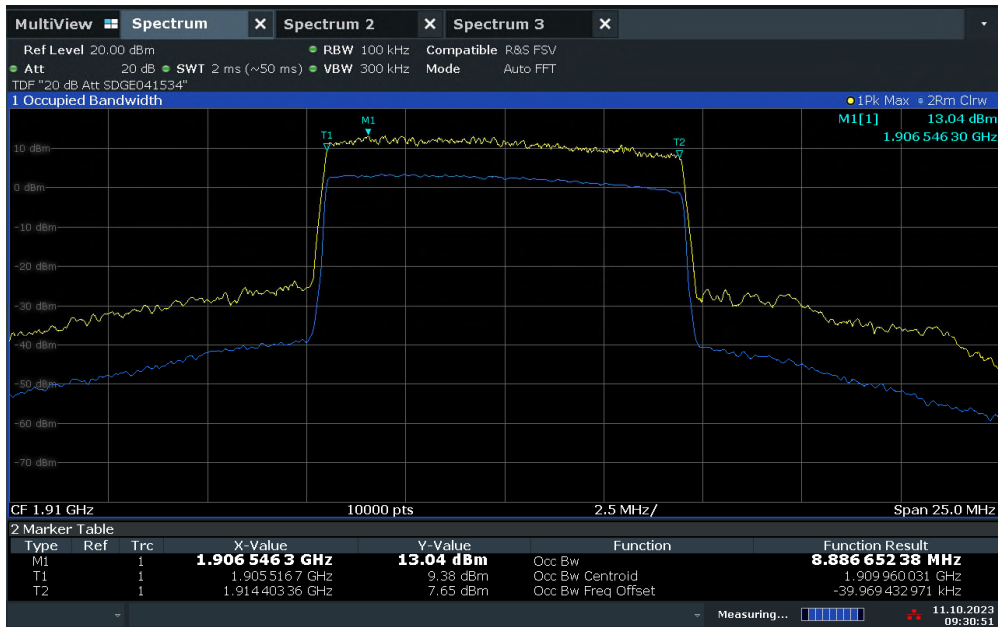 MultiView Spectrum X Spectrum 2 X Spectrum 3 X
Ref Level 20.00 dBm RBW 100 kHz Compatible R&S FSV
Att 20 dB SWT 2 ms (~50 ms) VBW 300 kHz Mode Auto FFT
TDF "20 dB Att SDGE041534"
1 Occupied Bandwidth 1Pk Max 2Rm Clrw
M1[1] 13.04 dBm
1.906 546 30 GHz
M1
T1
T2
10 dBm
0 dBm
-10 dBm
-20 dBm
-30 dBm
-40 dBm
-50 dBm
-60 dBm
-70 dBm
CF 1.91 GHz 10000 pts 2.5 MHz/ Span 25.0 MHz
2 Marker Table
Type Ref Trc X-Value Y-Value Function Function Result
M1 1 1.906 546 3 GHz 13.04 dBm Occ Bw 8.886 652 38 MHz
T1 1 1.905 516 7 GHz 9.38 dBm Occ Bw Centroid 1.909 960 031 GHz
T2 1 1.914 403 36 GHz 7.65 dBm Occ Bw Freq Offset -39.969 432 971 kHz
Measuring... 11.10.2023
09:30:51